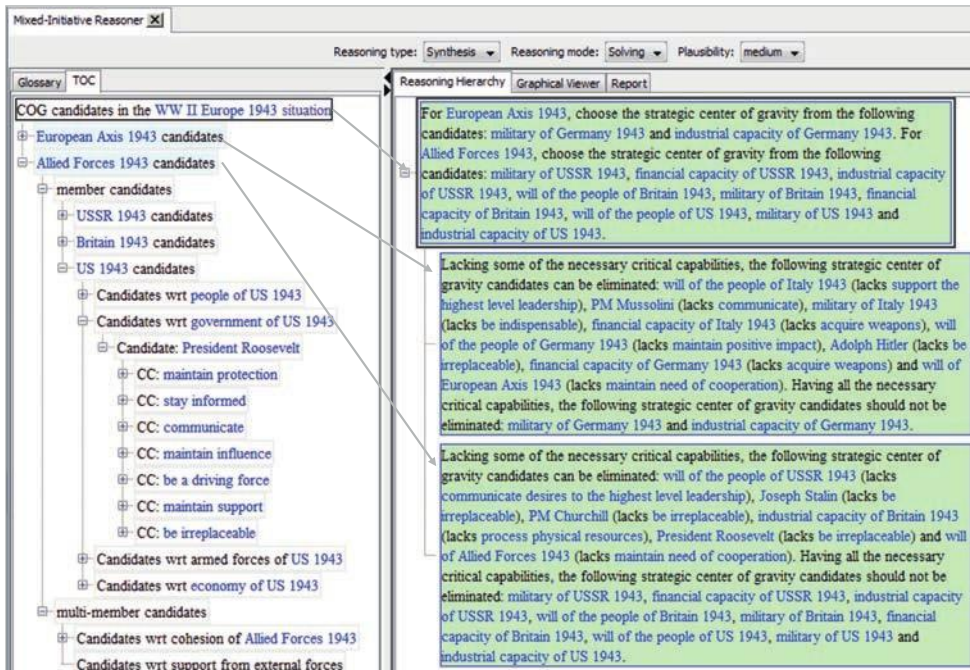 Mixed-Initiative Reasoner
Reasoning type: Synthesis Reasoning mode: Solving Plausibility: medium
Glossary TOC
COG candidates in the WW II Europe 1943 situation
European Axis 1943 candidates
Allied Forces 1943 candidates
member candidates
USSR 1943 candidates
Britain 1943 candidates
US 1943 candidates
Candidates wrt people of US 1943
Candidates wrt government of US 1943
Candidate: President Roosevelt
CC: maintain protection
CC: stay informed
CC: communicate
CC: maintain influence
CC: be a driving force
CC: maintain support
CC: be irreplaceable
Candidates wrt armed forces of US 1943
Candidates wrt economy of US 1943
multi-member candidates
Candidates wrt cohesion of Allied Forces 1943
Candidates wrt support from external forces
Reasoning Hierarchy Graphical Viewer Report
For European Axis 1943, choose the strategic center of gravity from the following
candidates: military of Germany 1943 and industrial capacity of Germany 1943. For
Allied Forces 1943, choose the strategic center of gravity from the following
candidates: military of USSR 1943, financial capacity of USSR 1943, industrial capacity
of USSR 1943, will of the people of Britain 1943, military of Britain 1943, financial
capacity of Britain 1943, will of the people of US 1943, military of US 1943 and
industrial capacity of US 1943.
Lacking some of the necessary critical capabilities, the following strategic center of
gravity candidates can be eliminated: will of the people of Italy 1943 (lacks support the
highest level leadership), PM Mussolini (lacks communicate), military of Italy 1943
(lacks be indispensable), financial capacity of Italy 1943 (lacks acquire weapons), will
of the people of Germany 1943 (lacks maintain positive impact), Adolph Hitler (lacks be
irreplaceable), financial capacity of Germany 1943 (lacks acquire weapons) and will of
European Axis 1943 (lacks maintain need of cooperation). Having all the necessary
critical capabilities, the following strategic center of gravity candidates should not be
eliminated: military of Germany 1943 and industrial capacity of Germany 1943.
Lacking some of the necessary critical capabilities, the following strategic center of
gravity candidates can be eliminated: will of the people of USSR 1943 (lacks
communicate desires to the highest level leadership), Joseph Stalin (lacks be
irreplaceable), PM Churchill (lacks be irreplaceable), industrial capacity of Britain 1943
(lacks process physical resources), President Roosevelt (lacks be irreplaceable) and will
of Allied Forces 1943 (lacks maintain need of cooperation). Having all the necessary
critical capabilities, the following strategic center of gravity candidates should not be
eliminated: military of USSR 1943, financial capacity of USSR 1943, industrial capacity
of USSR 1943, will of the people of Britain 1943, military of Britain 1943, financial
capacity of Britain 1943, will of the people of US 1943, military of US 1943 and
industrial capacity of US 1943.